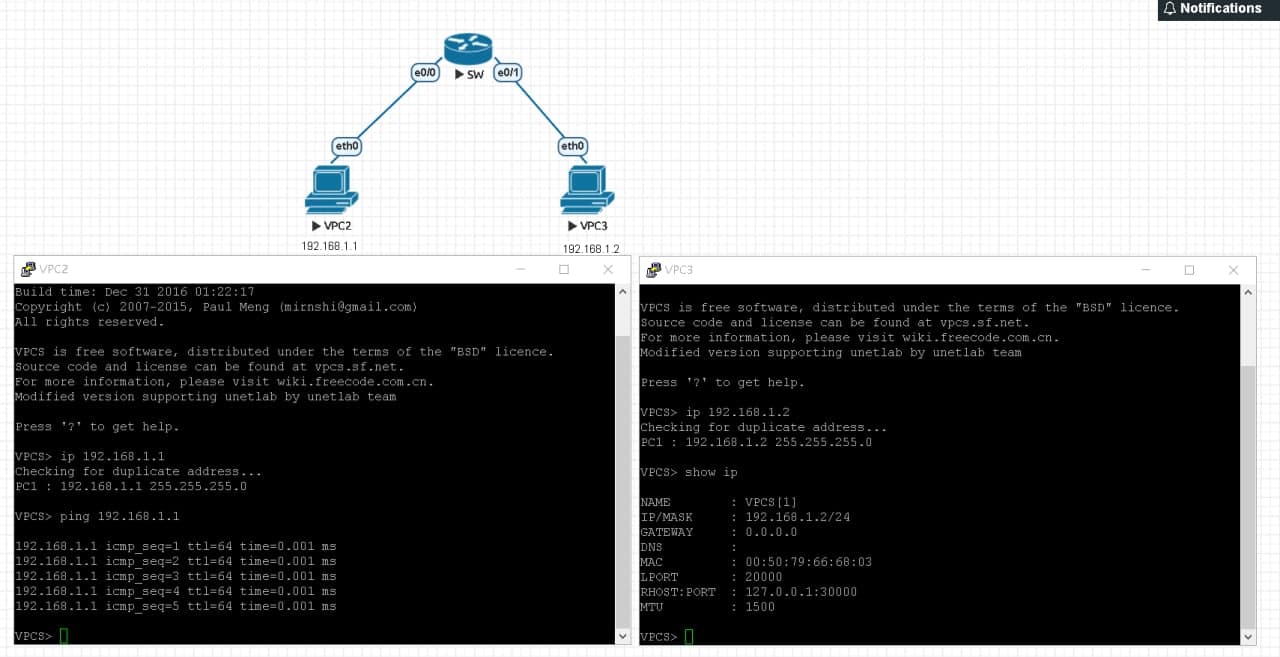 Notifications
e0/0
SW
e0/1
eth0
eth0
VPC2
VPC3
192.168.1.1
192.168.1.2
VPC2
Build time: Dec 31 2016 01:22:17
Copyright (c) 2007-2015, Paul Meng (mirnshi@gmail.com)
All rights reserved.
VPCS is free software, distributed under the terms of the "BSD" licence.
Source code and license can be found at vpcs.sf.net.
For more information, please visit wiki.freecode.com.cn.
Modified version supporting unetlab by unetlab team
Press '?' to get help.
VPCS> ip 192.168.1.1
Checking for duplicate address...
PC1 : 192.168.1.1 255.255.255.0
VPCS> ping 192.168.1.1
192.168.1.1 icmp_seq=1 ttl=64 time=0.001 ms
192.168.1.1 icmp_seq=2 ttl=64 time=0.001 ms
192.168.1.1 icmp_seq=3 ttl=64 time=0.001 ms
192.168.1.1 icmp_seq=4 ttl=64 time=0.001 ms
192.168.1.1 icmp_seq=5 ttl=64 time=0.001 ms
VPCS>
VPC3
VPCS is free software, distributed under the terms of the "BSD" licence.
Source code and license can be found at vpcs.sf.net.
For more information, please visit wiki.freecode.com.cn.
Modified version supporting unetlab by unetlab team
Press '?' to get help.
VPCS> ip 192.168.1.2
Checking for duplicate address...
PC1 : 192.168.1.2 255.255.255.0
VPCS> show ip
NAME : VPCS[1]
IP/MASK : 192.168.1.2/24
GATEWAY : 0.0.0.0
DNS :
MAC : 00:50:79:66:68:03
LPORT : 20000
RHOST:PORT : 127.0.0.1:30000
MTU : 1500
VPCS>